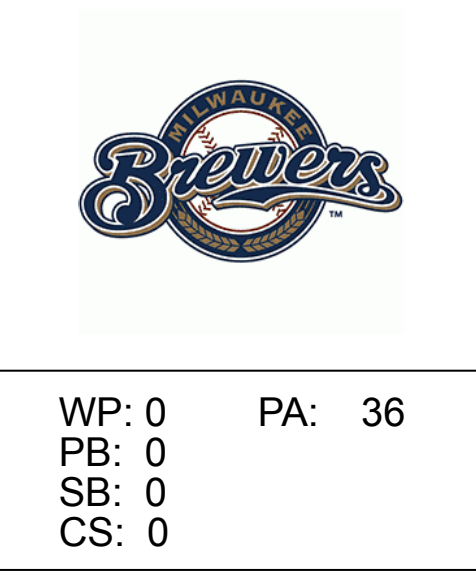 MILWAUKEE
Brewers
TM
WP: 0 PA: 36
PB: 0
SB: 0
CS: 0